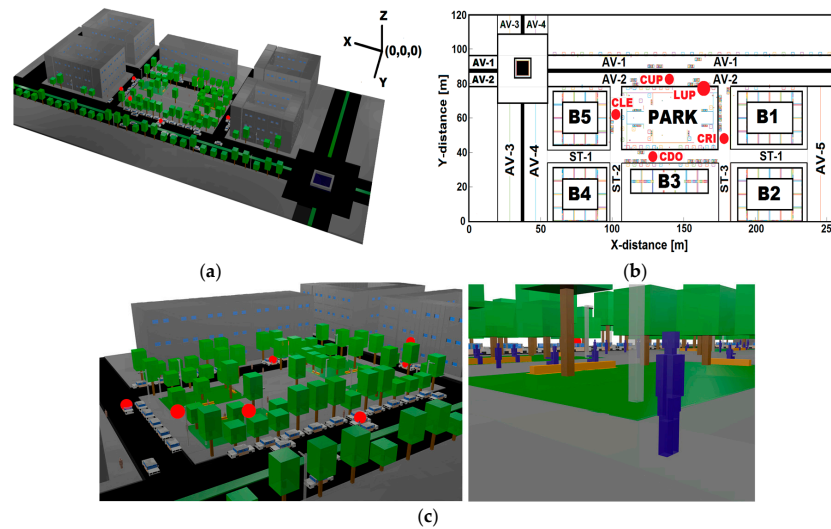 Z
X
(0,0,0)
Y
(a)
120
100
80
60
40
20
0
Y-distance [m]
AV-3 AV-4
AV-1
AV-2
AV-1 AV-1
AV-2 CUP AV-2
LUP
CLE
B5 PARK B1
CRI
CDO
AV-3
AV-4
ST-1 ST-1
AV-5
ST-2
ST-3
B4 B3 B2
0 50 100 150 200 25
X-distance [m]
(b)
(c)